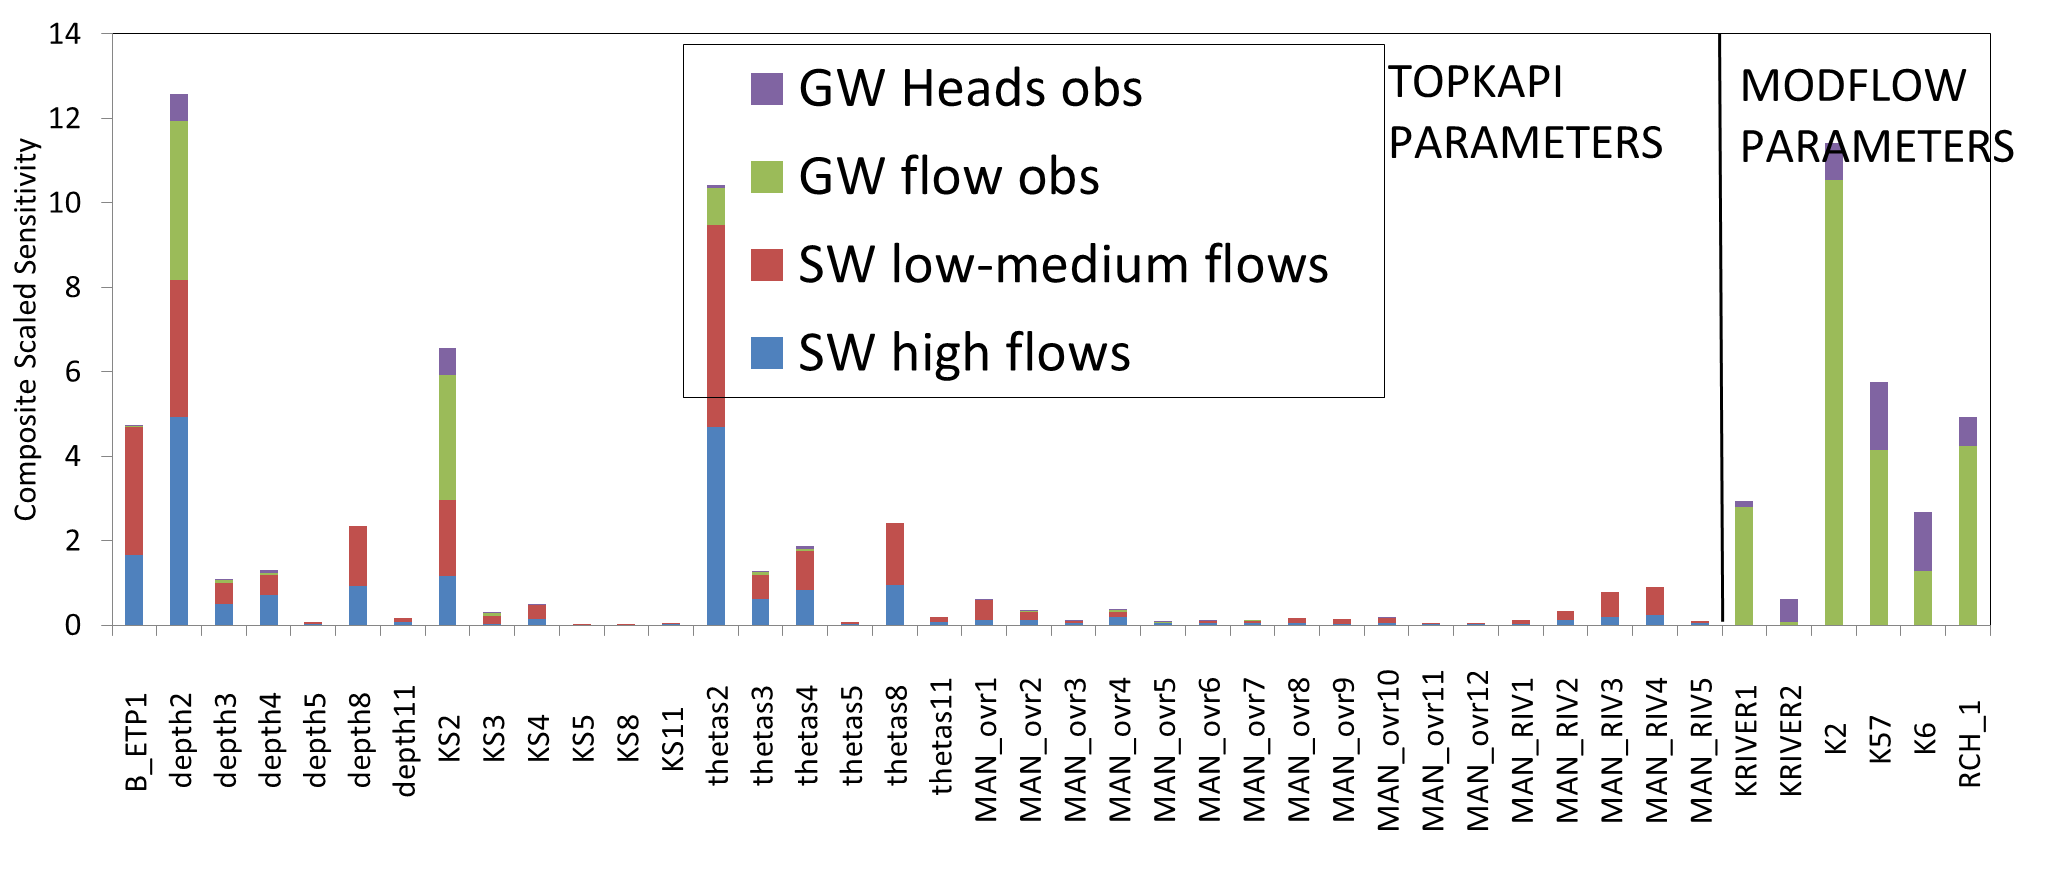 14
12
10
8
6
4
2
0
Composite Scaled Sensitivity
GW Heads obs
GW flow obs
SW low-medium flows
SW high flows
TOPKAPI
PARAMETERS
MODFLOW
PARAMETERS
B_ETP1
depth2
depth3
depth4
depth5
depth8
depth11
KS2
KS3
KS4
KS5
KS8
KS11
thetas2
thetas3
thetas4
thetas5
thetas8
thetas11
MAN_ovr1
MAN_ovr2
MAN_ovr3
MAN_ovr4
MAN_ovr5
MAN_ovr6
MAN_ovr7
MAN_ovr8
MAN_ovr9
MAN_ovr10
MAN_ovr11
MAN_ovr12
MAN_RIV1
MAN_RIV2
MAN_RIV3
MAN_RIV4
MAN_RIV5
KRIVER1
KRIVER2
K2
K57
K6
RCH_1